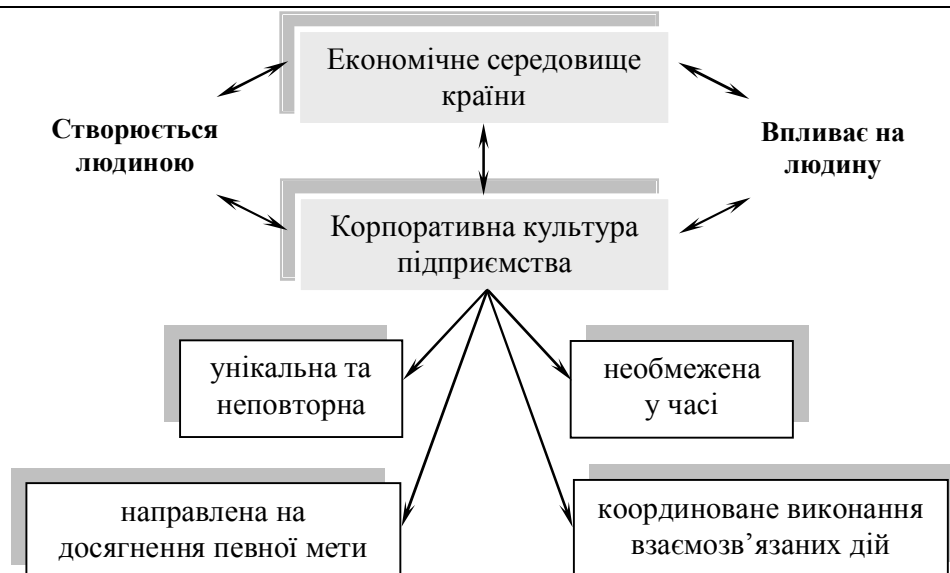 Економічне середовище
країни
Створюється
людиною
Впливає на
людину
Корпоративна культура
підприємства
унікальна та
неповторна
необмежена
у часі
направлена на
досягнення певної мети
координоване виконання
взаємозв’язаних дій